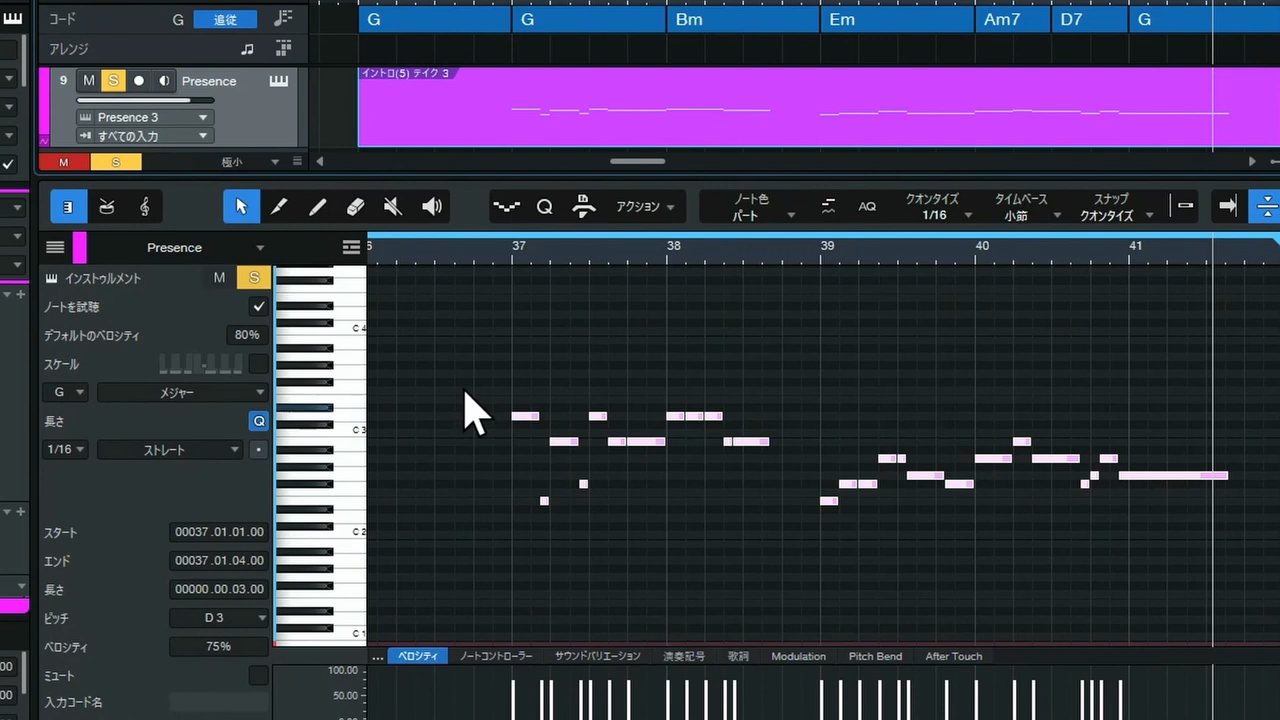 コード G 追従 G G Bm Em Am7 D7 G
アレンジ
9 M S Presence イントロ(5) テイク 3
Presence 3
すべての入力
M S 極小
アクション ノート色 パート AQ クオンタイズ 1/16 タイムベース 小節 スナップ クオンタイズ
Q
Presence 6 37 38 39 40 41
インストゥルメント M S
ノートを試聴
デフォルトのベロシティ 80%
C 4
スケール
G メジャー
長さ Q
C 3
1/16 ストレート
スタート 00037.01.01.00
C 2
エンド 00037.01.04.00
長さ 00000.00.03.00
ピッチ D 3
C 1
ベロシティ 75%
... ベロシティ ノートコントローラー サウンドバリエーション 演奏記号 歌詞 Modulation Pitch Bend After Touch
ミュート 100.00
00 50.00
入力コード名
00